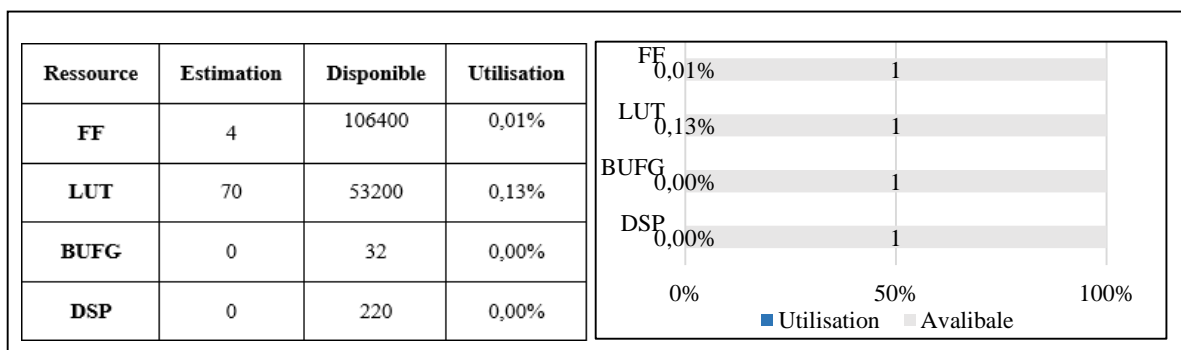 Ressource Estimation Disponible Utilisation
FF 4 106400 0,01%
LUT 70 53200 0,13%
BUFG 0 32 0,00%
DSP 0 220 0,00%
FF
0,01% 1
LUT
0,13% 1
BUFG
0,00% 1
DSP
0,00% 1
0% 50% 100%
Utilisation Avalibale